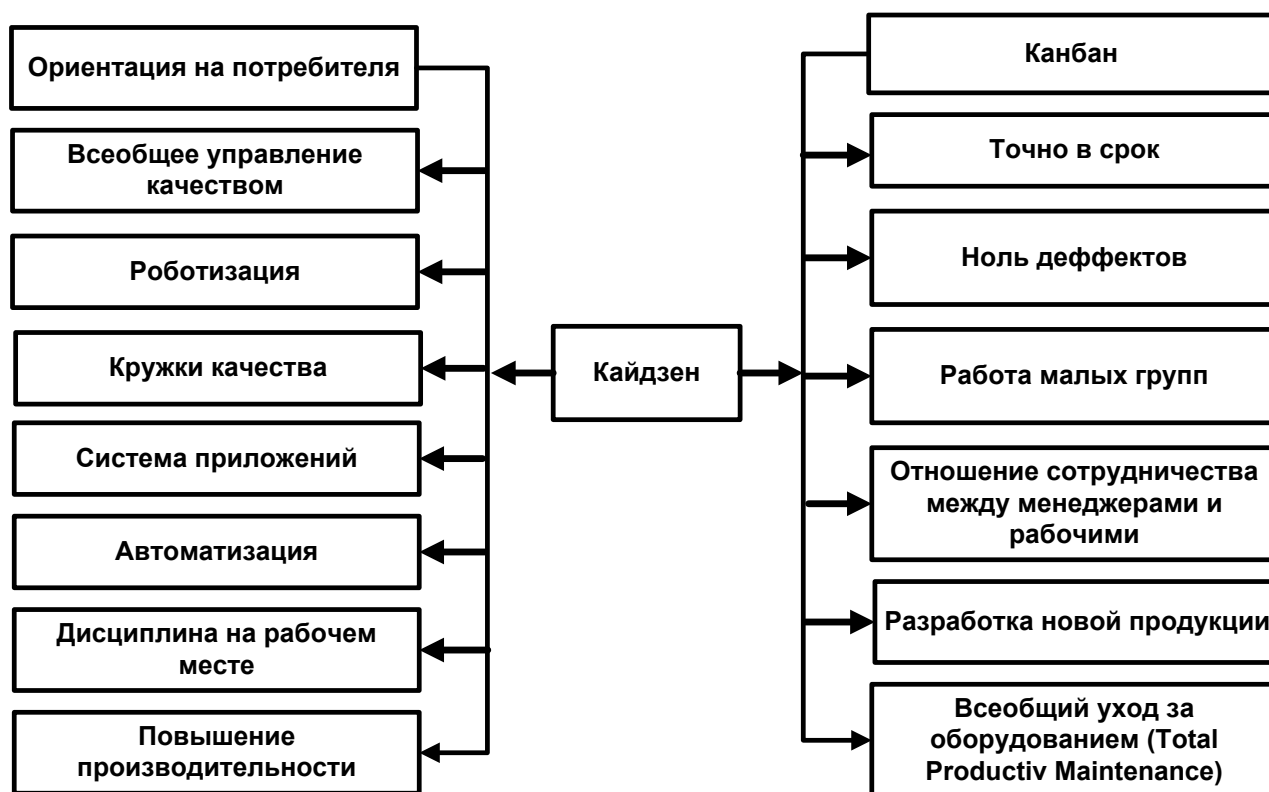 Ориентация на потребителя
Всеобщее управление
качеством
Роботизация
Кружки качества
Система приложений
Автоматизация
Дисциплина на рабочем
месте
Повышение
производительности
Кайдзен
Канбан
Точно в срок
Ноль деффектов
Работа малых групп
Отношение сотрудничества
между менеджерами и
рабочими
Разработка новой продукции
Всеобщий уход за
оборудованием (Total
Productiv Maintenance)